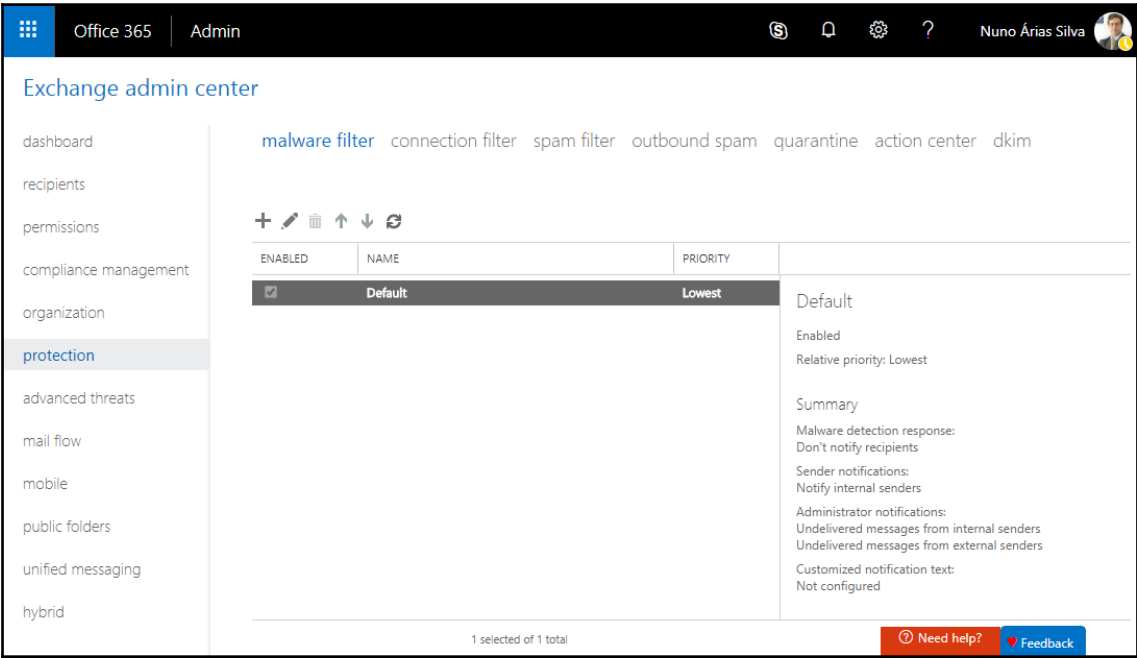 Office 365 Admin Nuno Árias Silva
Exchange admin center
dashboard
recipients
permissions
compliance management
organization
protection
advanced threats
mail flow
mobile
public folders
unified messaging
hybrid
malware filter connection filter spam filter outbound spam quarantine action center dkim
ENABLED NAME PRIORITY
Default Lowest
Default
Enabled
Relative priority: Lowest
Summary
Malware detection response:
Don't notify recipients
Sender notifications:
Notify internal senders
Administrator notifications:
Undelivered messages from internal senders
Undelivered messages from external senders
Customized notification text:
Not configured
1 selected of 1 total
Need help?
Feedback